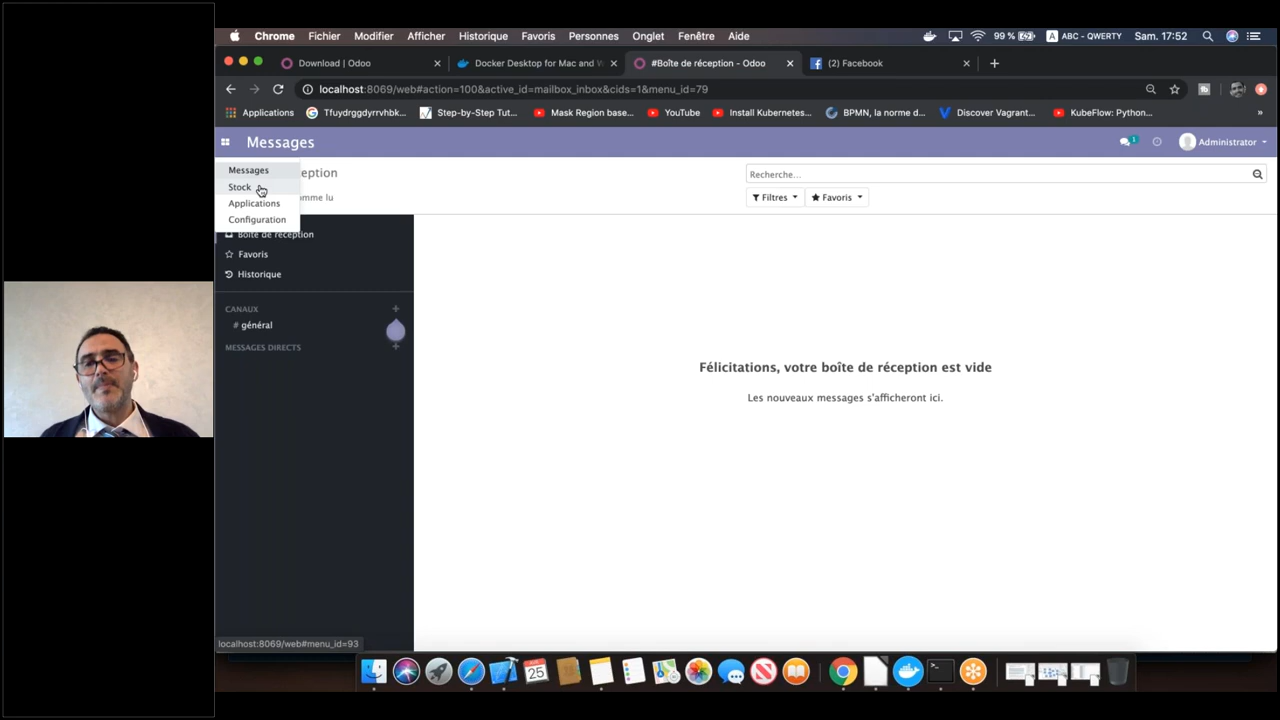 Chrome Fichier Modifier Afficher Historique Favoris Personnes Onglet Fenêtre Aide 99 % A ABC - QWERTY Sam. 17:52
Download | Odoo Docker Desktop for Mac and W #Boîte de réception - Odoo (2) Facebook
localhost:8069/web#action=100&active_id=mailbox_inbox&cids=1&menu_id=79
Applications Tfuydrggdyrrvhbk... Step-by-Step Tut... Mask Region base... YouTube Install Kubernetes... BPMN, la norme d... Discover Vagrant... KubeFlow: Python... »
Messages 1 Administrator
Messages
Stock
Applications
Configuration
eption
amme lu
Recherche...
Filtres Favoris
Boîte de réception
Favoris
Historique
CANAUX
# général
MESSAGES DIRECTS
Félicitations, votre boîte de réception est vide
Les nouveaux messages s'afficheront ici.
localhost:8069/web#menu_id=93
25